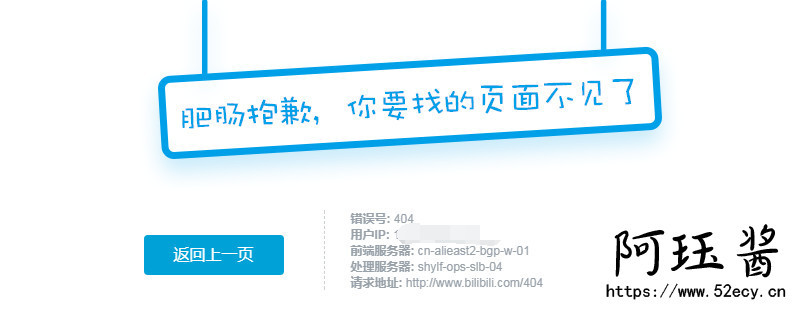 肥肠抱歉，你要找的页面不见了
错误号: 404
用户IP:
返回上一页
前端服务器: cn-alieast2-bgp-w-01
处理服务器: shylf-ops-slb-04
请求地址: http://www.bilibili.com/404
阿珏酱
https://www.52ecy.cn